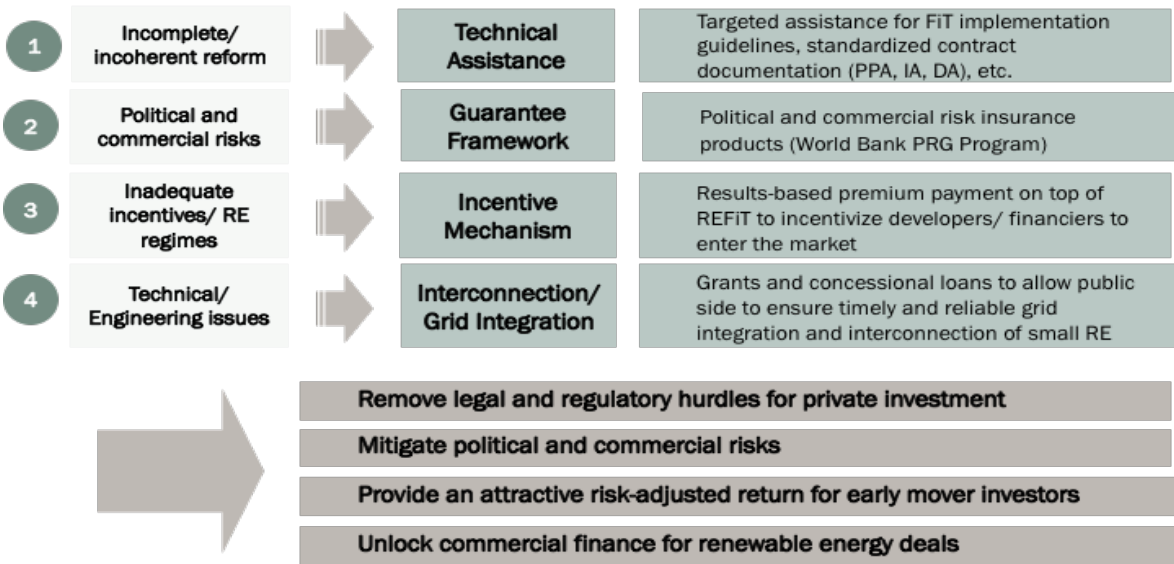 1
Incomplete/
incoherent reform
Technical
Assistance
Targeted assistance for FiT implementation
guidelines, standardized contract
documentation (PPA, IA, DA), etc.
2
Political and
commercial risks
Guarantee
Framework
Political and commercial risk insurance
products (World Bank PRG Program)
3
Inadequate
incentives/ RE
regimes
Incentive
Mechanism
Results-based premium payment on top of
REFiT to incentivize developers/ financiers to
enter the market
4
Technical/
Engineering issues
Interconnection/
Grid Integration
Grants and concessional loans to allow public
side to ensure timely and reliable grid
integration and interconnection of small RE
Remove legal and regulatory hurdles for private investment
Mitigate political and commercial risks
Provide an attractive risk-adjusted return for early mover investors
Unlock commercial finance for renewable energy deals